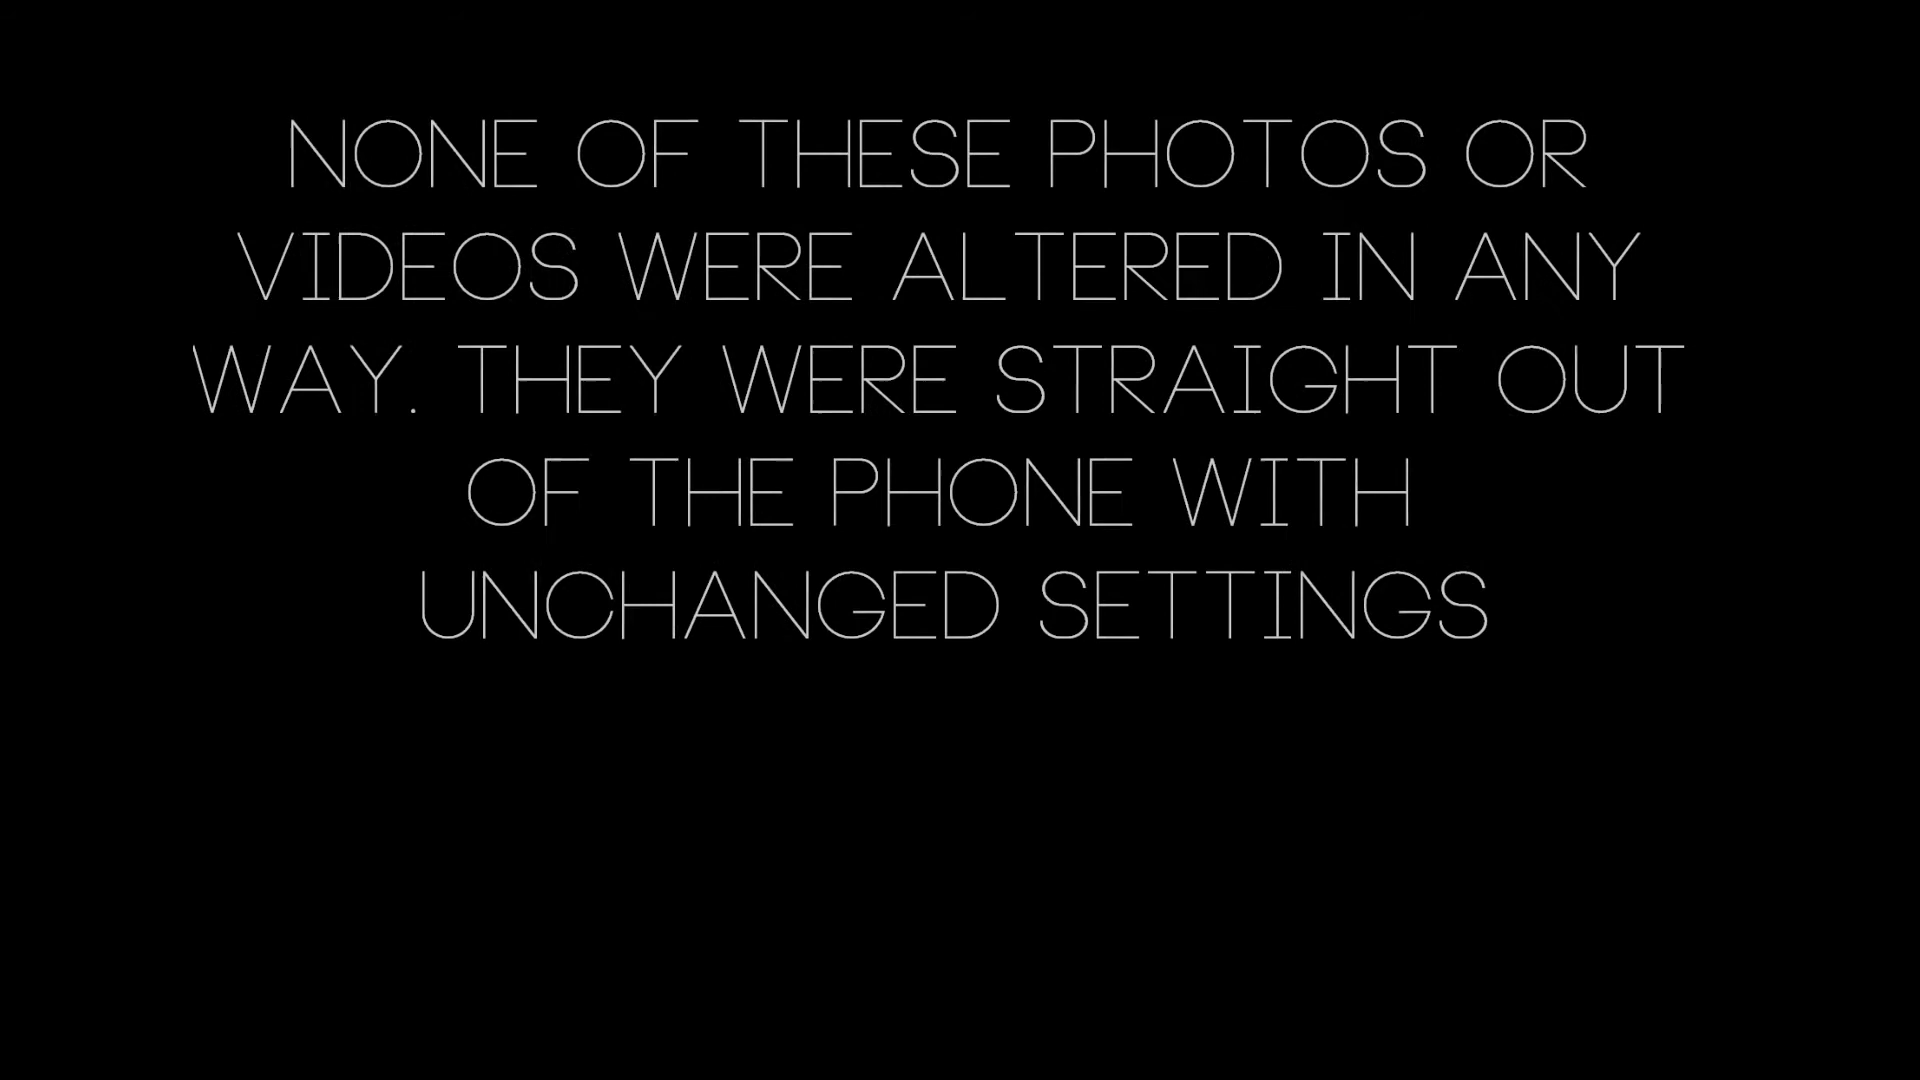 NONE OF THESE PHOTOS OR
VIDEOS WERE ALTERED IN ANY
WAY. THEY WERE STRAIGHT OUT
OF THE PHONE WITH
UNCHANGED SETTINGS